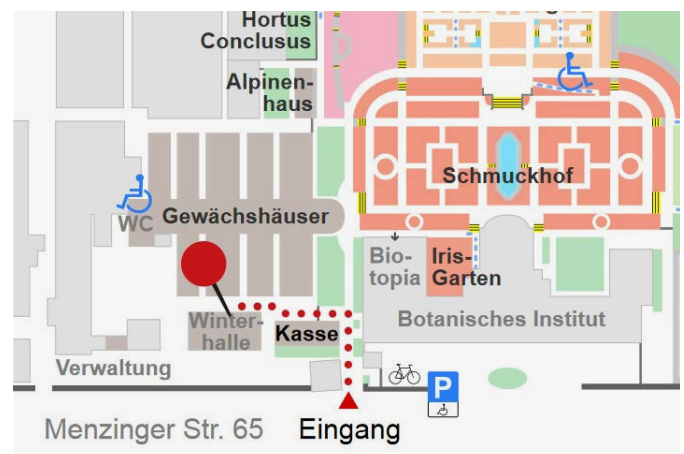 Hortus
Conclusus
Alpinen-
haus
Schmuckhof
WC
Gewächshäuser
Bio-
topia
Iris-
Garten
Winter-
halle
Kasse
Botanisches Institut
Verwaltung
P
Menzinger Str. 65
Eingang